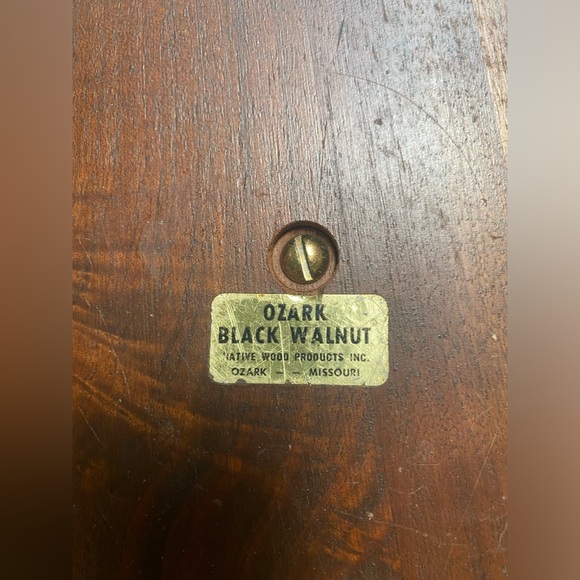 OZARK
BLACK WALNUT
NATIVE WOOD PRODUCTS INC.
OZARK - - MISSOURI